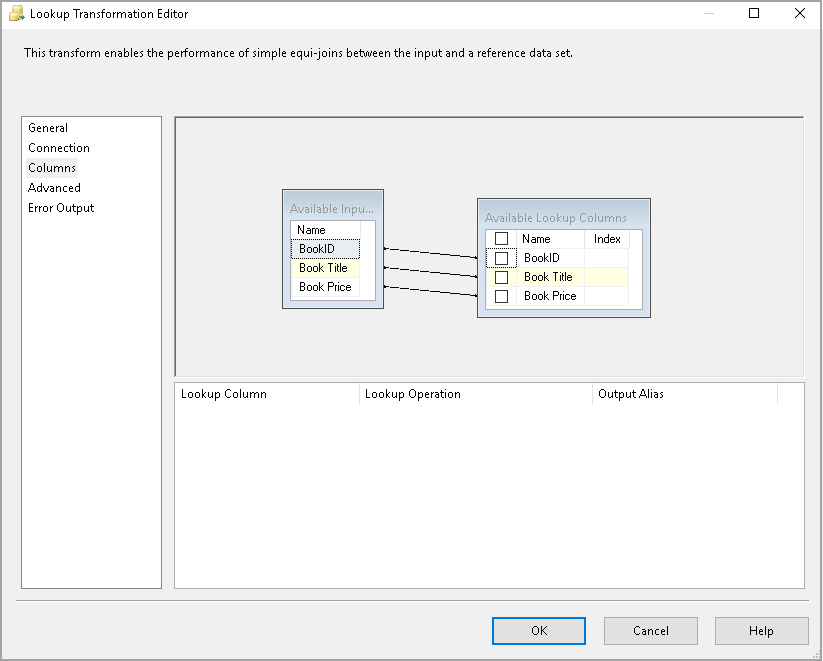 Lookup Transformation Editor
This transform enables the performance of simple equi-joins between the input and a reference data set.
General
Connection
Columns
Advanced
Error Output
Available Inpu...
Name
BookID
Book Title
Book Price
Available Lookup Columns
Name Index
BookID
Book Title
Book Price
Lookup Column Lookup Operation Output Alias
OK Cancel Help